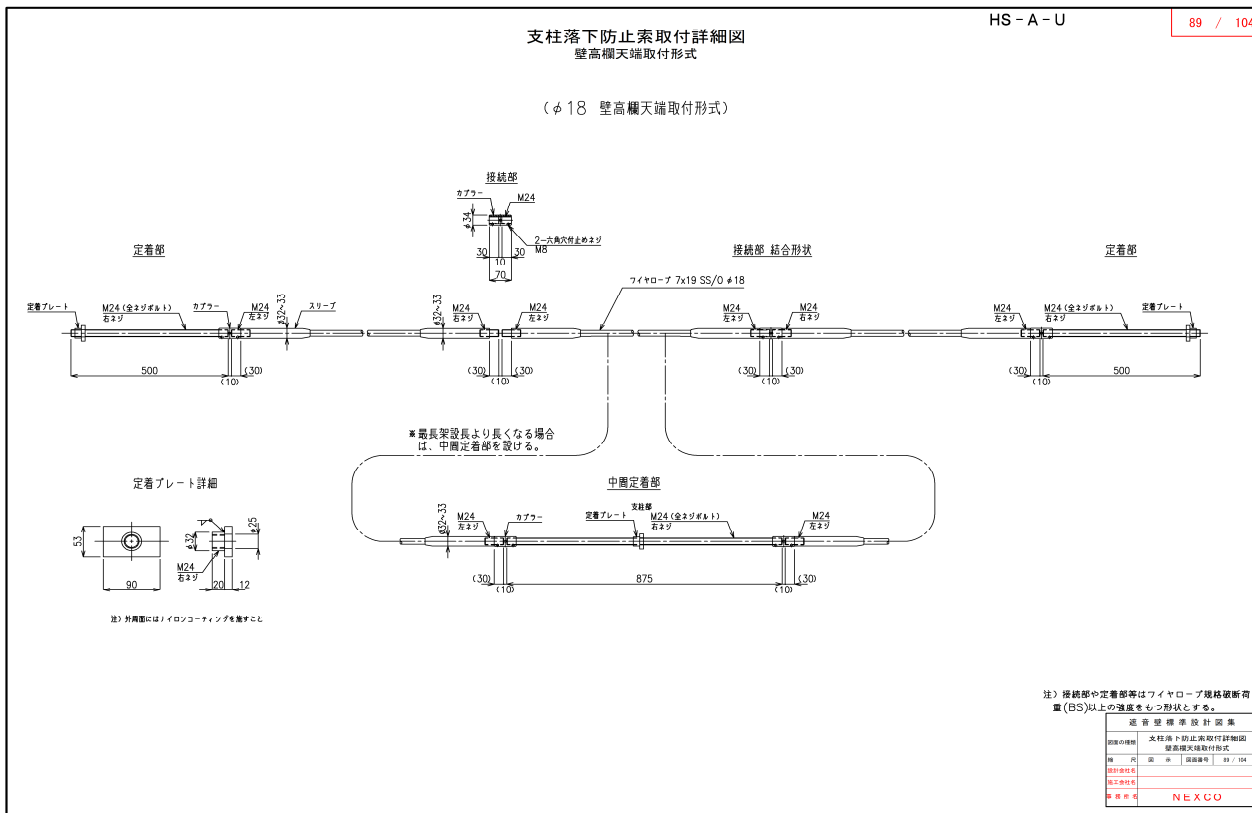 HS-A-U
89 / 104
支柱落下防止索取付詳細図
壁高欄天端取付形式
(φ18 壁高欄天端取付形式)
接続部
カプラー
M24
φ34
2-六角穴付止めネジ
M8
30
30
10
70
定着部
接続部 結合形状
定着部
ワイヤロープ 7x19 SS/O φ18
定着プレート
M24(全ネジボルト)
右ネジ
カプラー
M24
左ネジ
φ32~33
スリーブ
φ32~33
M24
右ネジ
M24
左ネジ
M24
左ネジ
M24
右ネジ
M24
左ネジ
M24(全ネジボルト)
右ネジ
定着プレート
500
(10)
(30)
(30)
(10)
(30)
(30)
(10)
(30)
(30)
(10)
500
※最長架設長より長くなる場合
は、中間定着部を設ける。
定着プレート詳細
中間定着部
53
90
φ32
φ25
M24
右ネジ
20
12
注)外周面にはナイロンコーティングを施すこと
φ32~33
M24
左ネジ
カプラー
支柱部
定着プレート
M24(全ネジボルト)
右ネジ
M24
左ネジ
(30)
(10)
875
(10)
(30)
注)接続部や定着部等はワイヤロープ規格破断荷
重(BS)以上の強度をもつ形状とする。
遮音壁標準設計図集
図面の種類
支柱落下防止索取付詳細図
壁高欄天端取付形式
縮 尺
図 示
図面番号
89 / 104
設計会社名
施工会社名
事務所名
NEXCO